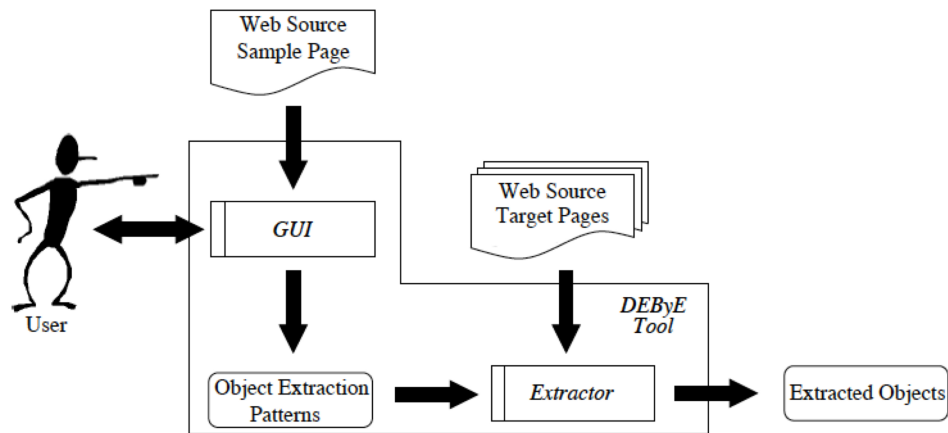 Web Source
Sample Page
GUI
Web Source
Target Pages
User
DEByE
Tool
Object Extraction
Patterns
Extractor
Extracted Objects